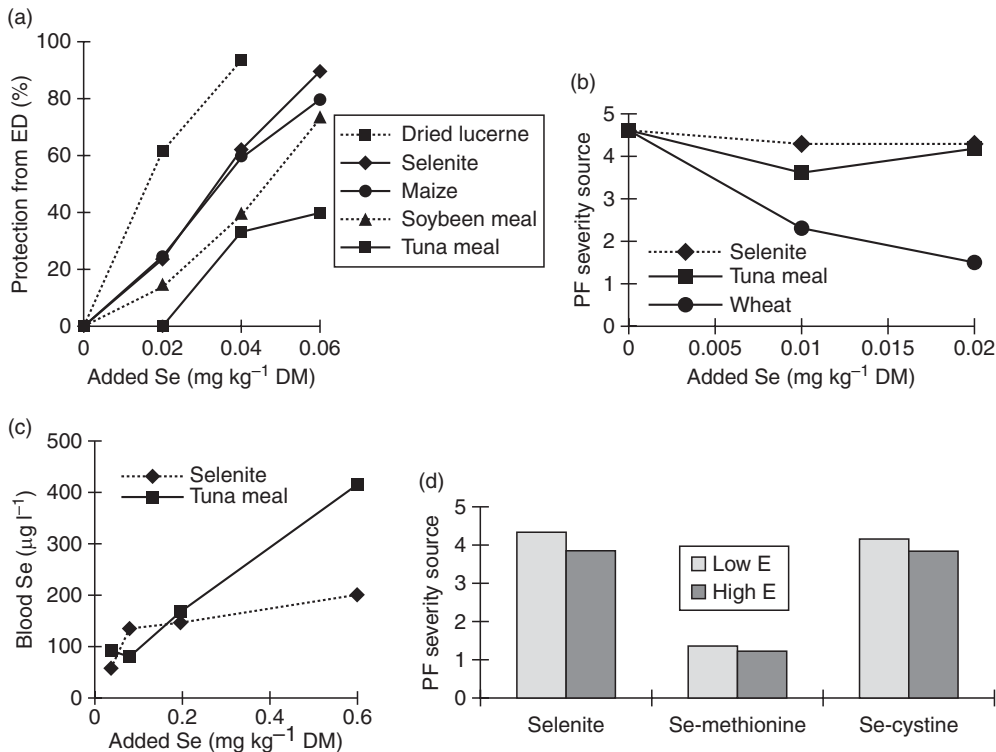 (a)
100
80
60
40
20
0
Protection from ED (%)
0 0.02 0.04 0.06
Added Se (mg kg⁻¹ DM)
Dried lucerne
Selenite
Maize
Soybeen meal
Tuna meal
(b)
5
4
3
2
1
0
PF severity source
Selenite
Tuna meal
Wheat
0 0.005 0.01 0.015 0.02
Added Se (mg kg⁻¹ DM)
(c)
500
400
300
200
100
0
Blood Se (µg l⁻¹)
Selenite
Tuna meal
0 0.2 0.4 0.6
Added Se (mg kg⁻¹ DM)
(d)
5
4
3
2
1
0
PF severity source
Low E
High E
Selenite Se-methionine Se-cystine